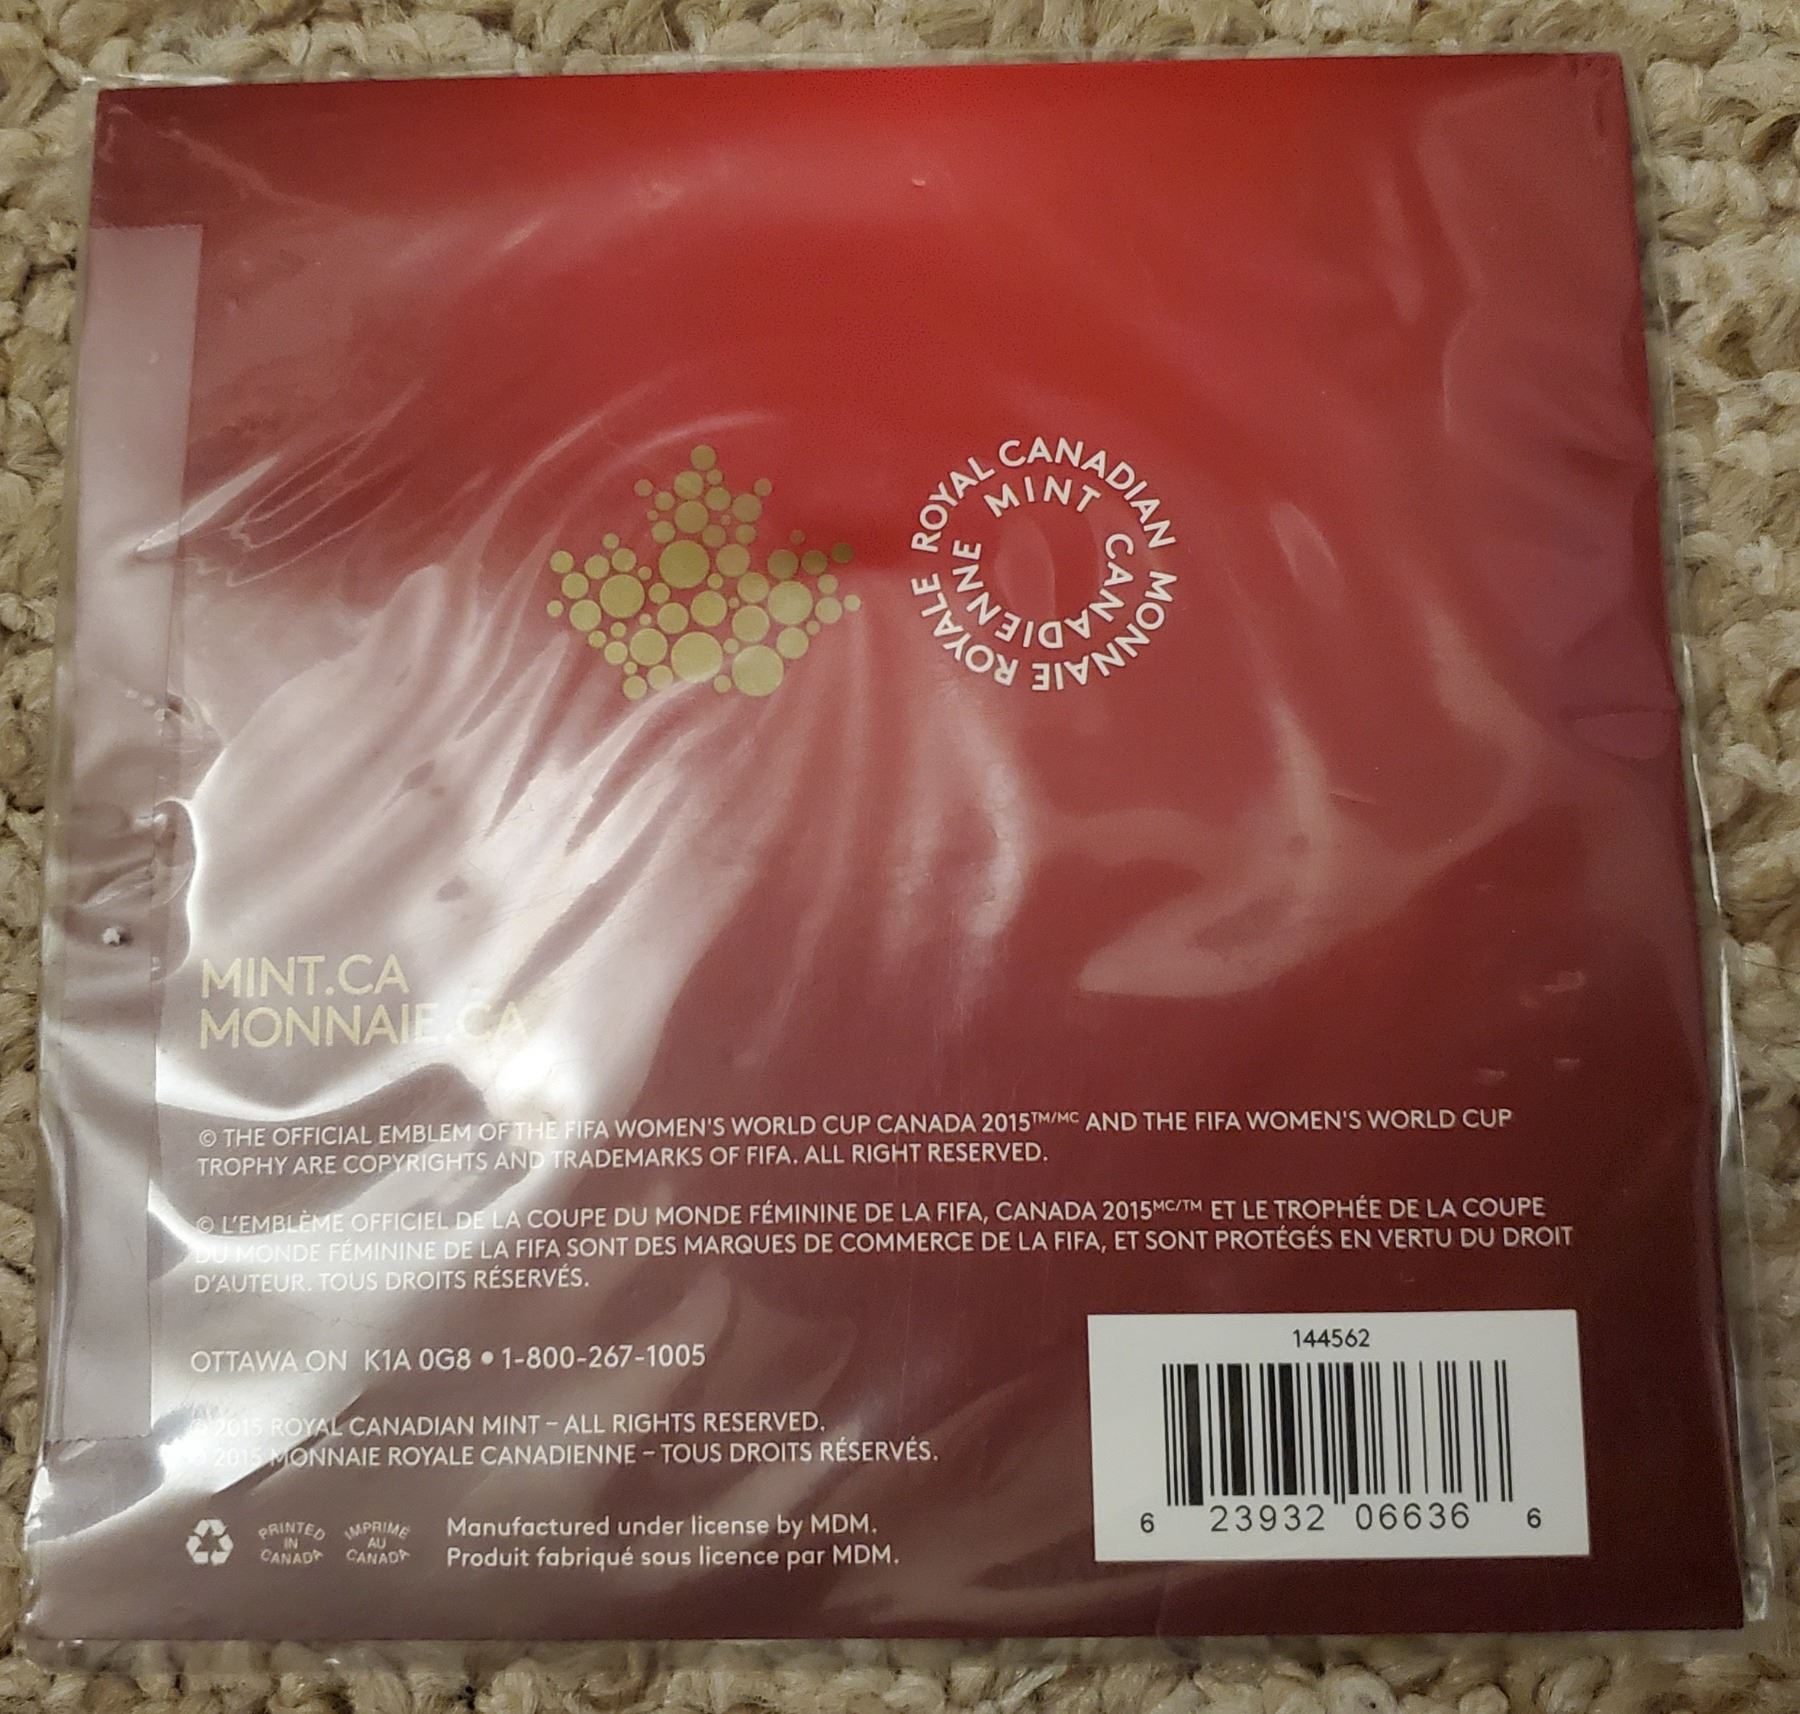 ROYAL CANADIAN MONNAIE ROYALE
MINT CANADIENNE
MINT.CA
MONNAIE.CA
© THE OFFICIAL EMBLEM OF THE FIFA WOMEN'S WORLD CUP CANADA 2015™/MC AND THE FIFA WOMEN'S WORLD CUP
TROPHY ARE COPYRIGHTS AND TRADEMARKS OF FIFA. ALL RIGHT RESERVED.
© L'EMBLÈME OFFICIEL DE LA COUPE DU MONDE FÉMININE DE LA FIFA, CANADA 2015MC/™ ET LE TROPHÉE DE LA COUPE
DU MONDE FÉMININE DE LA FIFA SONT DES MARQUES DE COMMERCE DE LA FIFA, ET SONT PROTÉGÉS EN VERTU DU DROIT
D'AUTEUR. TOUS DROITS RÉSERVÉS.
OTTAWA ON K1A 0G8 • 1-800-267-1005
© 2015 ROYAL CANADIAN MINT – ALL RIGHTS RESERVED.
© 2015 MONNAIE ROYALE CANADIENNE – TOUS DROITS RÉSERVÉS.
PRINTED
IN
CANADA
IMPRIME
AU
CANADA
Manufactured under license by MDM.
Produit fabriqué sous licence par MDM.
144562
6 23932 06636 6